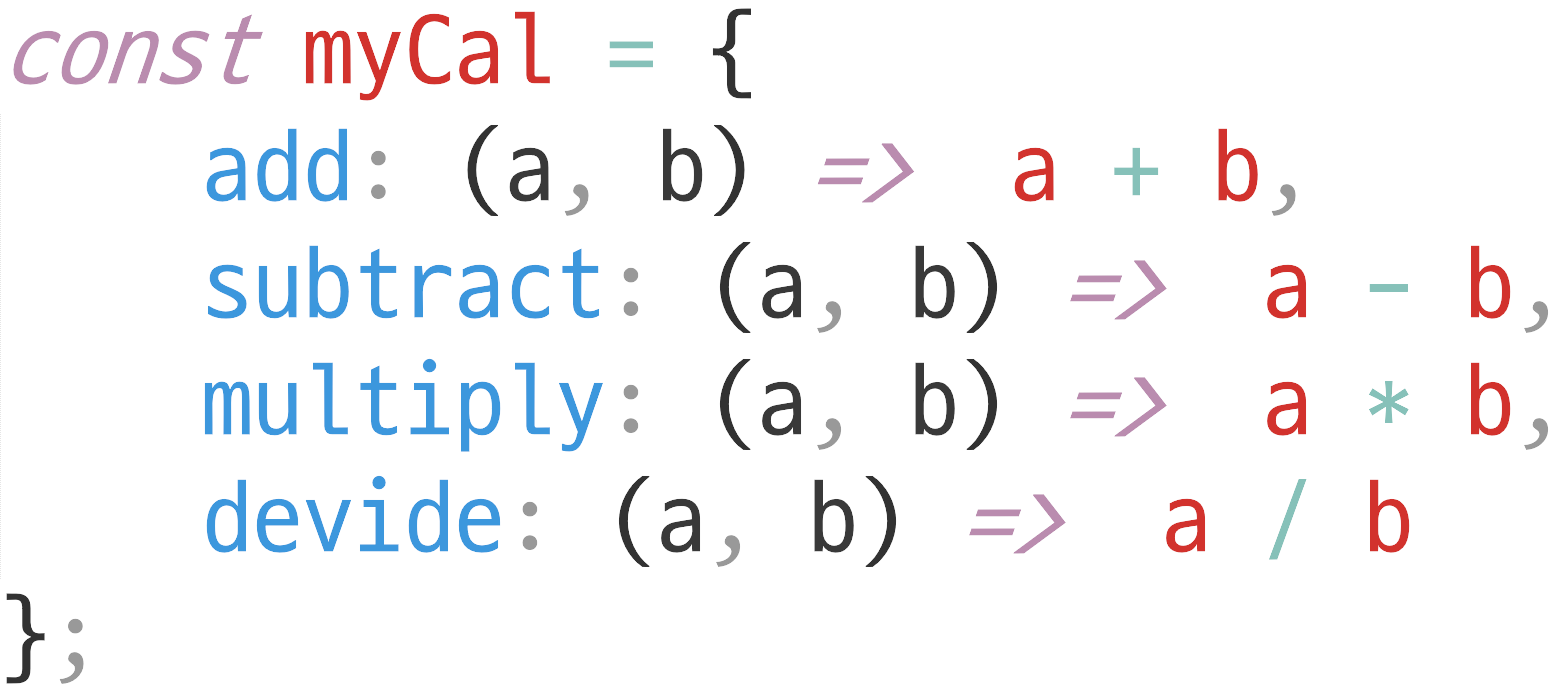 const myCal = {
    add: (a, b) =>  a + b,
    subtract: (a, b) =>  a - b,
    multiply: (a, b) =>  a * b,
    devide: (a, b) =>  a / b
};